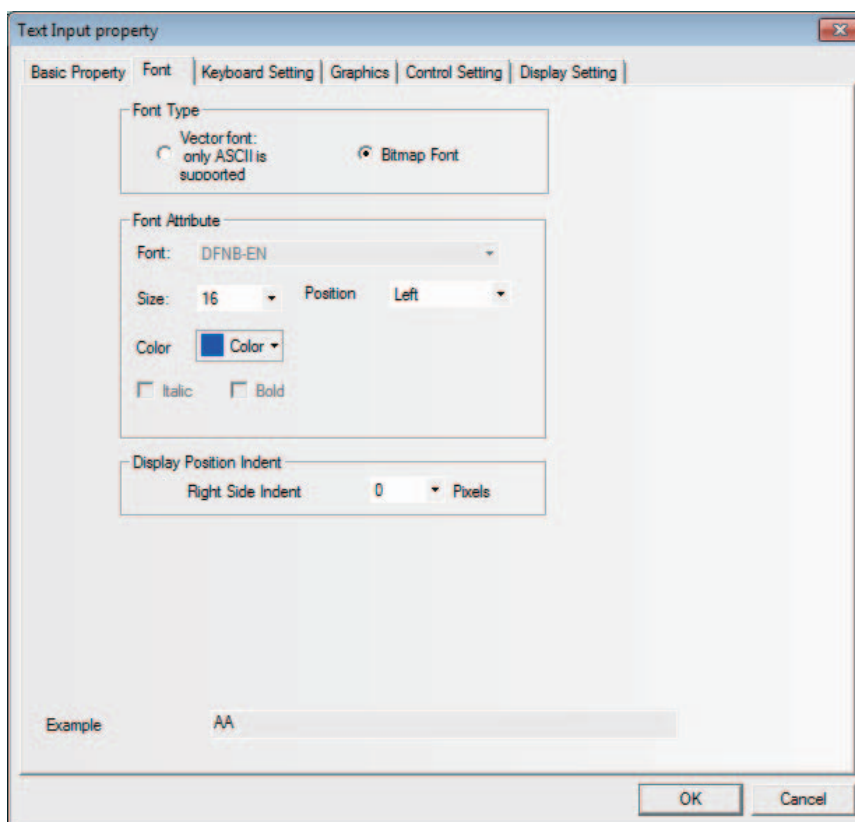 Text Input property
Basic Property Font Keyboard Setting Graphics Control Setting Display Setting
Font Type
Vector font:
only ASCII is
supported
Bitmap Font
Font Attribute
Font: DFNB-EN
Size: 16 Position Left
Color Color
Italic Bold
Display Position Indent
Right Side Indent 0 Pixels
Example AA
OK Cancel